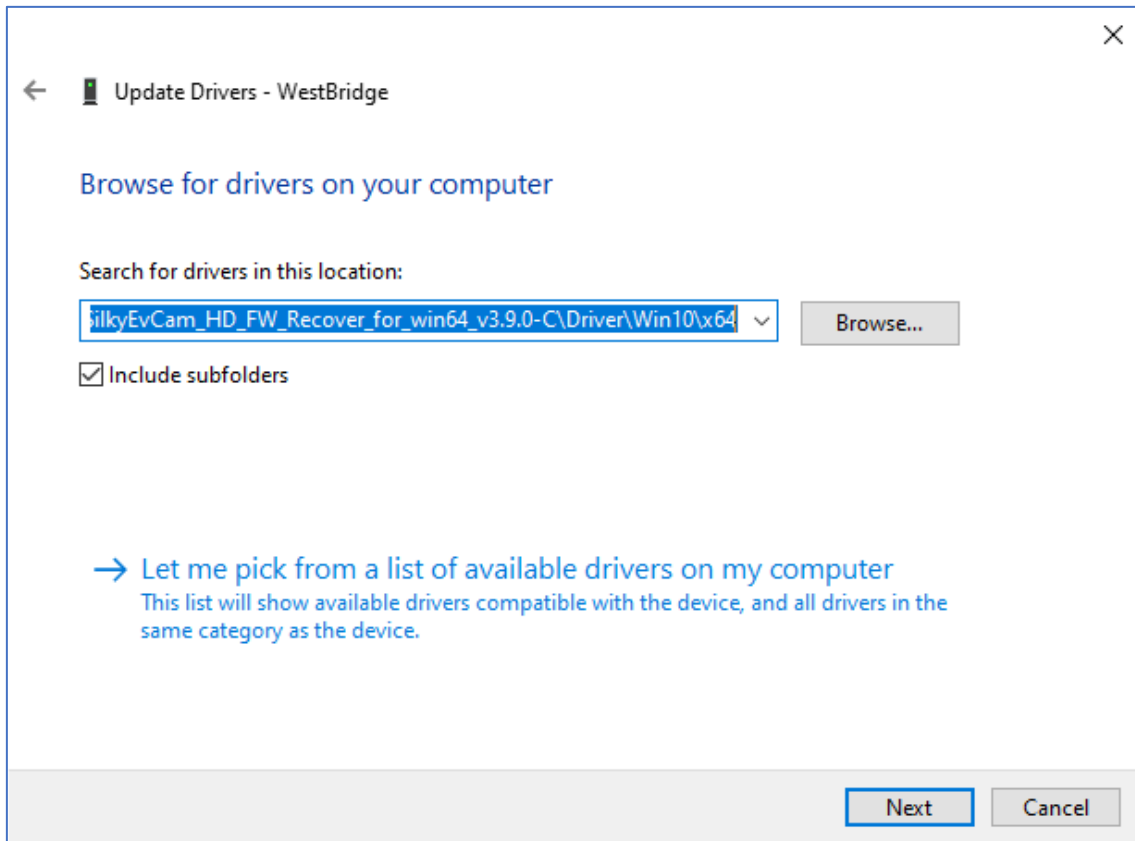 Update Drivers - WestBridge
Browse for drivers on your computer
Search for drivers in this location:
SilkyEvCam_HD_FW_Recover_for_win64_v3.9.0-C\Driver\Win10\x64
Browse...
Include subfolders
Let me pick from a list of available drivers on my computer
This list will show available drivers compatible with the device, and all drivers in the
same category as the device.
Next
Cancel